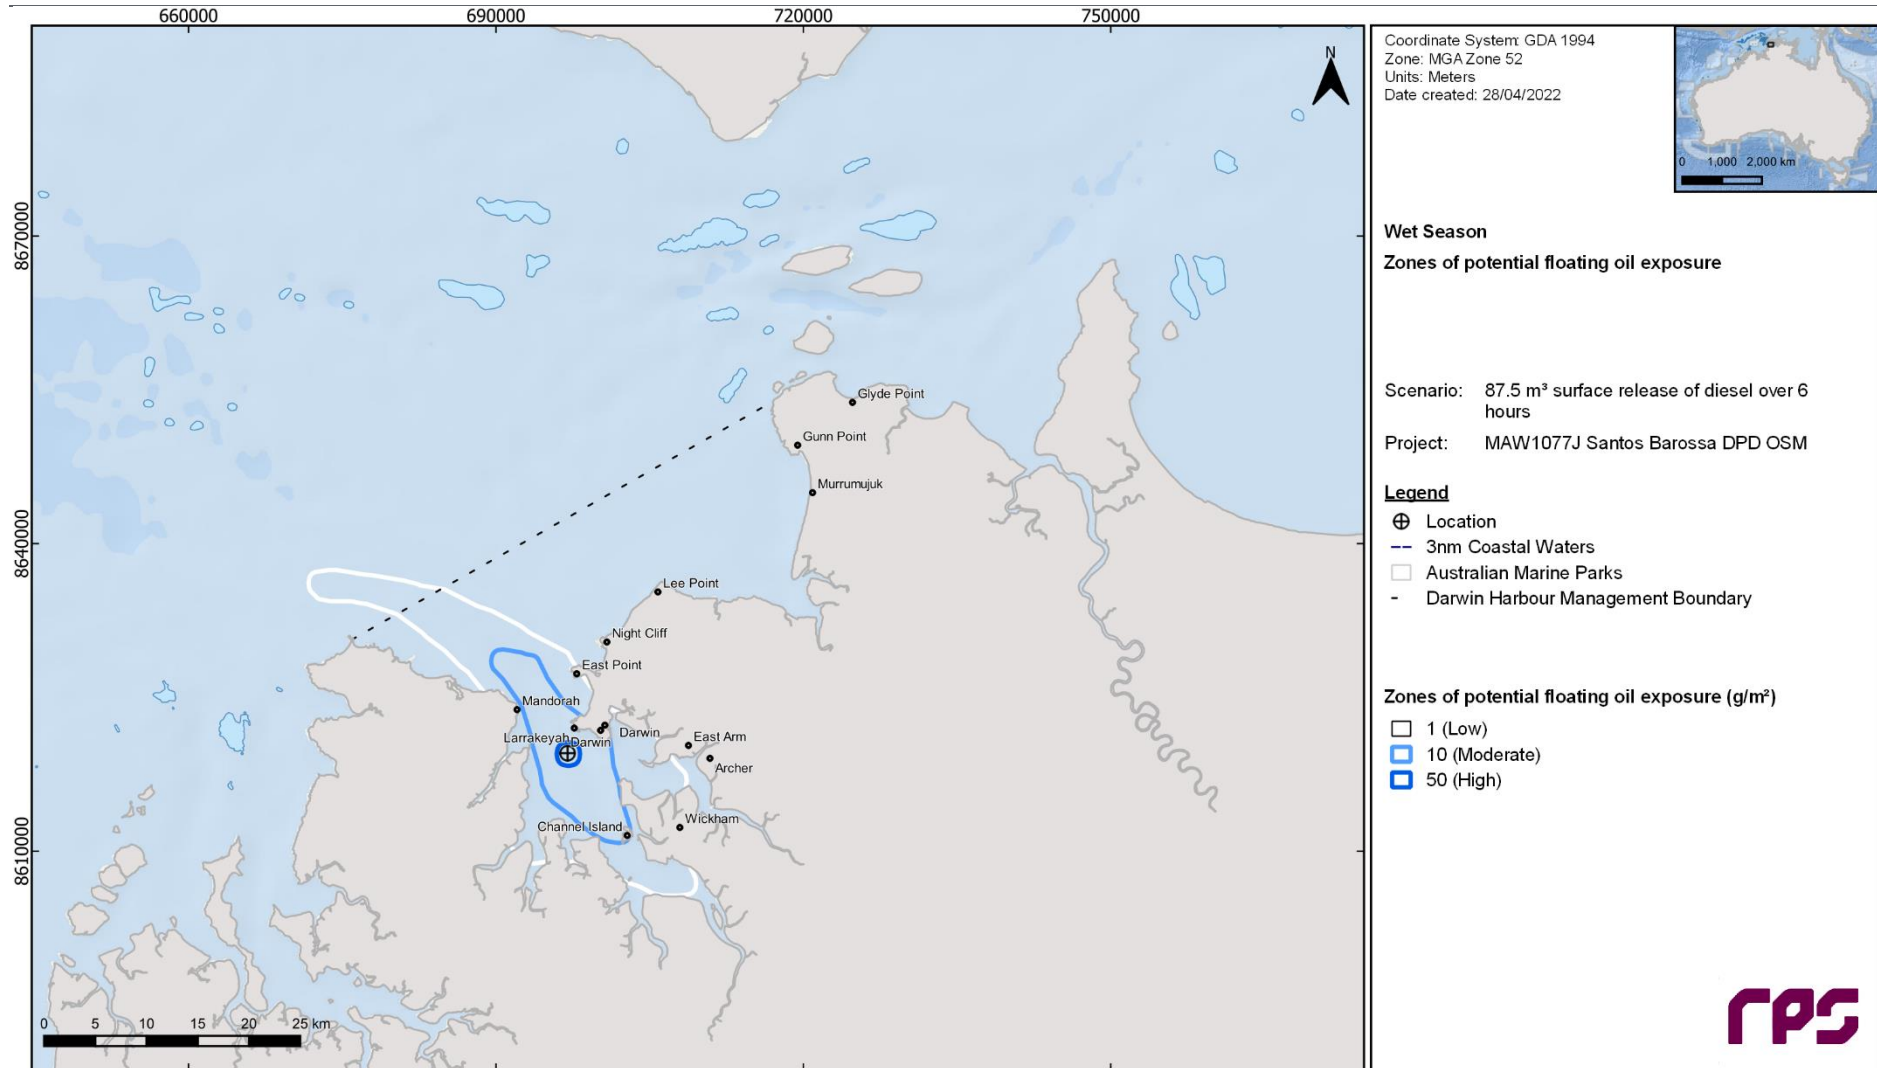 660000
690000
720000
750000
8670000
8640000
8610000
N
Glyde Point
Gunn Point
Murrumujuk
Lee Point
Night Cliff
East Point
Mandorah
Larrakeyah
Darwin
Darwin
East Arm
Archer
Channel Island
Wickham
0 5 10 15 20 25 km
Coordinate System: GDA 1994
Zone: MGA Zone 52
Units: Meters
Date created: 28/04/2022
0 1,000 2,000 km
Wet Season
Zones of potential floating oil exposure
Scenario: 87.5 m³ surface release of diesel over 6
hours
Project: MAW1077J Santos Barossa DPD OSM
Legend
Location
3nm Coastal Waters
Australian Marine Parks
Darwin Harbour Management Boundary
Zones of potential floating oil exposure (g/m²)
1 (Low)
10 (Moderate)
50 (High)
rps